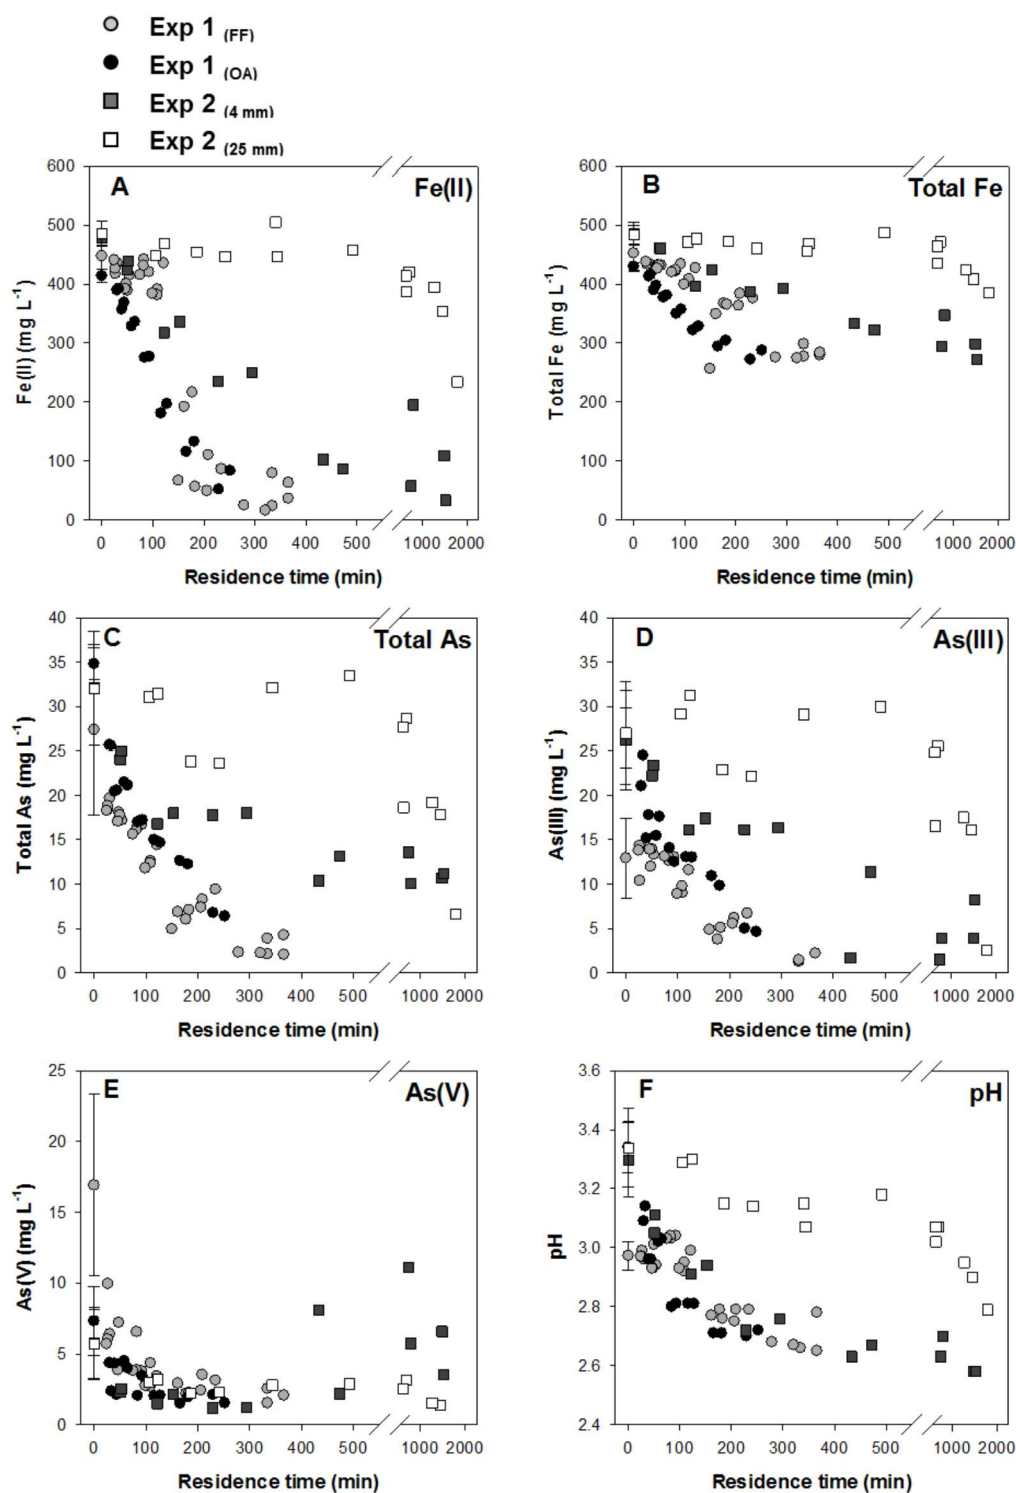 Exp 1 (FF)
Exp 1 (OA)
Exp 2 (4 mm)
Exp 2 (25 mm)
A Fe(II)
600
500
400
300
200
100
0
Fe(II) (mg L-1)
0 100 200 300 400 500 1000 2000
Residence time (min)
B Total Fe
600
500
400
300
200
100
0
Total Fe (mg L-1)
0 100 200 300 400 500 1000 2000
Residence time (min)
C Total As
40
35
30
25
20
15
10
5
0
Total As (mg L-1)
0 100 200 300 400 500 1000 2000
Residence time (min)
D As(III)
40
35
30
25
20
15
10
5
0
As(III) (mg L-1)
0 100 200 300 400 500 1000 2000
Residence time (min)
E As(V)
25
20
15
10
5
0
As(V) (mg L-1)
0 100 200 300 400 500 1000 2000
Residence time (min)
F pH
3.6
3.4
3.2
3.0
2.8
2.6
2.4
pH
0 100 200 300 400 500 1000 2000
Residence time (min)